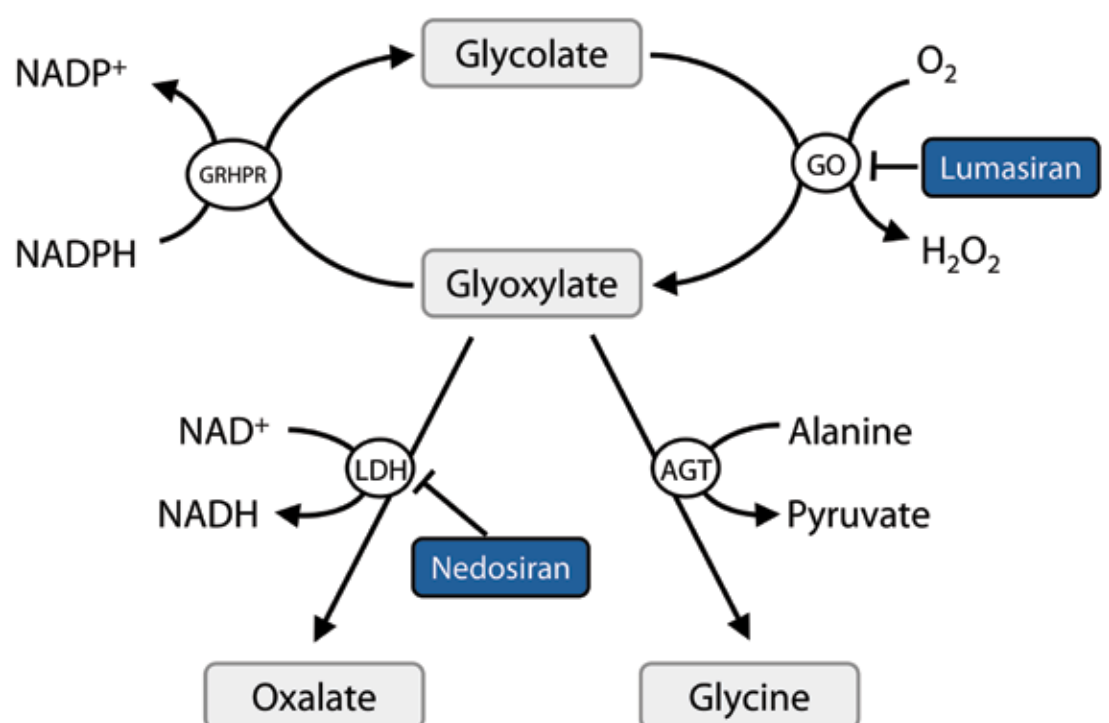 Glycolate
NADP⁺
O₂
GRHPR
GO
Lumasiran
NADPH
H₂O₂
Glyoxylate
NAD⁺
Alanine
LDH
AGT
NADH
Pyruvate
Nedosiran
Oxalate
Glycine